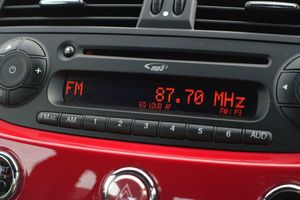 mp3
FM 87.70 MHz
EQ LOUD AF FM1 P3
FM AM 1 2 3 4 5 6 AUD